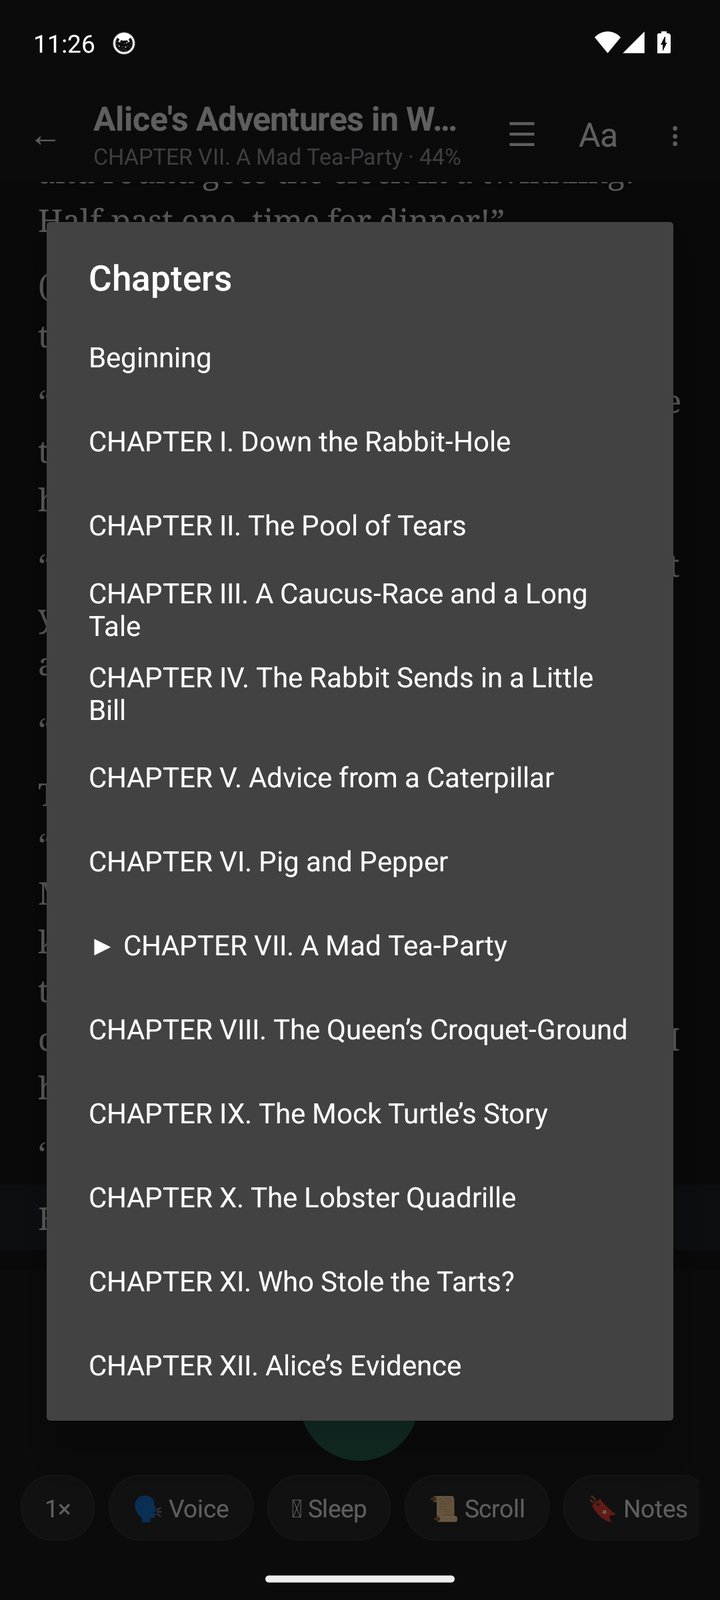 11:26
Alice's Adventures in W...
CHAPTER VII. A Mad Tea-Party · 44%
Aa
Half past one, time for dinner!”
Chapters
Beginning
CHAPTER I. Down the Rabbit-Hole
CHAPTER II. The Pool of Tears
CHAPTER III. A Caucus-Race and a Long
Tale
CHAPTER IV. The Rabbit Sends in a Little
Bill
CHAPTER V. Advice from a Caterpillar
CHAPTER VI. Pig and Pepper
► CHAPTER VII. A Mad Tea-Party
CHAPTER VIII. The Queen’s Croquet-Ground
CHAPTER IX. The Mock Turtle’s Story
CHAPTER X. The Lobster Quadrille
CHAPTER XI. Who Stole the Tarts?
CHAPTER XII. Alice’s Evidence
1× Voice Sleep Scroll Notes